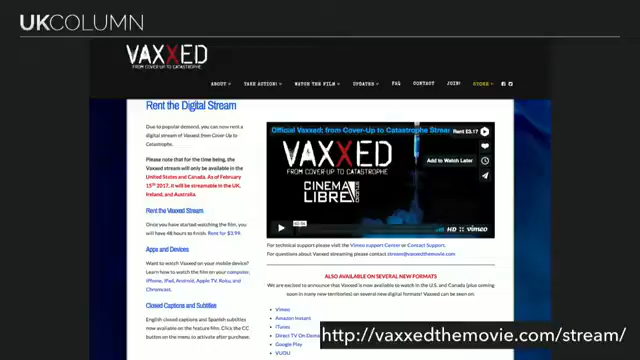 UKCOLUMN
VAXXED
FROM COVER-UP TO CATASTROPHE
ABOUT TAKE ACTION! WATCH THE FILM UPDATES FAQ CONTACT JOIN! STORE
Rent the Digital Stream
Due to popular demand, you can now rent a
digital stream of Vaxxed: from Cover-Up to
Catastrophe.
Please note that for the time being, the
Vaxxed stream will only be available in the
United States and Canada. As of February
15th 2017, it will be streamable in the UK,
Ireland, and Australia.
Rent the Vaxxed Stream
Once you have started watching the film, you
will have 48 hours to finish. Rent for $3.99.
Apps and Devices
Want to watch Vaxxed on your mobile device?
Learn how to watch the film on your computer,
iPhone, iPad, Android, Apple TV, Roku, and
Chromecast.
Closed Captions and Subtitles
English closed captions and Spanish subtitles
now available on the feature film. Click the CC
button on the menu to activate after purchase.
Official Vaxxed: from Cover-Up to Catastrophe Strea
Rent £3.17
VAXXED
FROM COVER-UP TO CATASTROPHE
Add to Watch Later
CINEMA
LIBRE
STUDIO
HD vimeo
For technical support please visit the Vimeo support Center or Contact Support.
For questions about Vaxxed streaming please contact stream@vaxxedthemovie.com
ALSO AVAILABLE ON SEVERAL NEW FORMATS
We are excited to announce that Vaxxed is now available to watch in the U.S. and Canada (plus coming
soon in many new territories) on several new digital formats! Vaxxed can be seen on:
• Vimeo
• Amazon Instant
• iTunes
• Direct TV On Dema
• Google Play
• VUDU
http://vaxxedthemovie.com/stream/